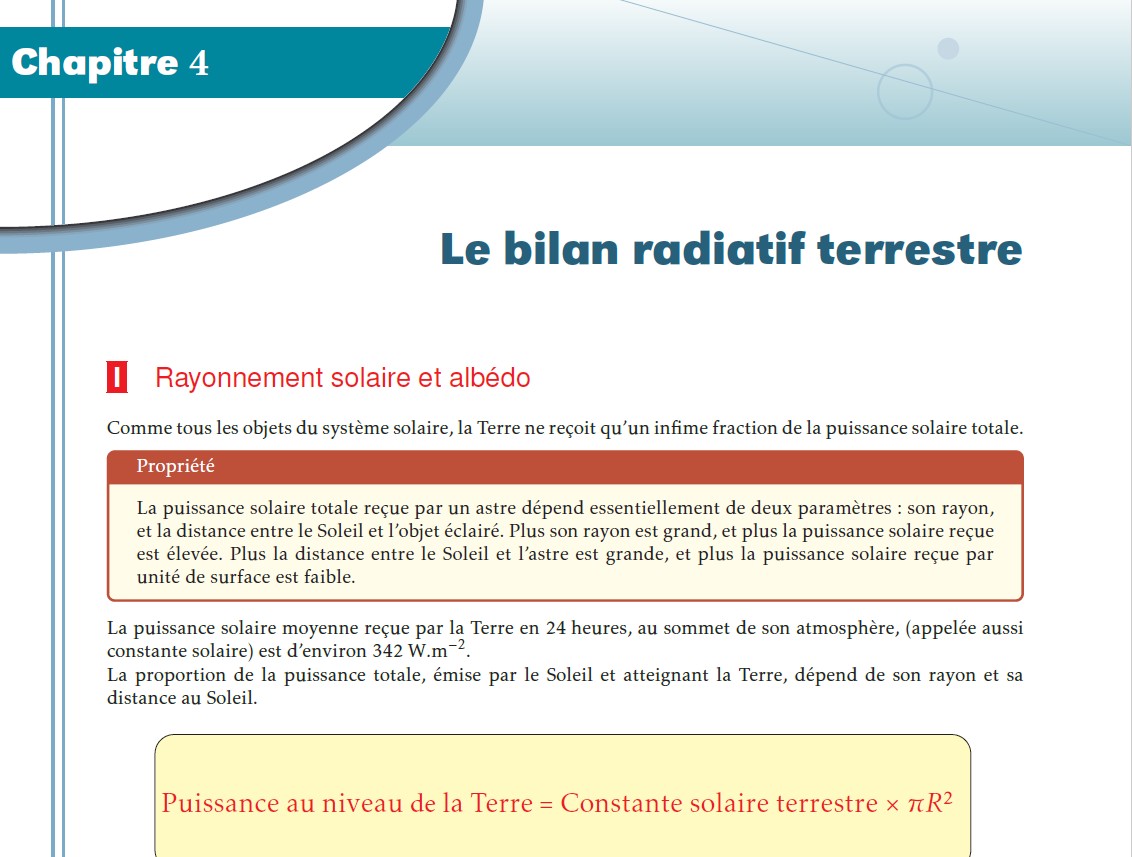 Chapitre 4
Le bilan radiatif terrestre
I Rayonnement solaire et albédo
Comme tous les objets du système solaire, la Terre ne reçoit qu'un infime fraction de la puissance solaire totale.
Propriété
La puissance solaire totale reçue par un astre dépend essentiellement de deux paramètres : son rayon,
et la distance entre le Soleil et l'objet éclairé. Plus son rayon est grand, et plus la puissance solaire reçue
est élevée. Plus la distance entre le Soleil et l'astre est grande, et plus la puissance solaire reçue par
unité de surface est faible.
La puissance solaire moyenne reçue par la Terre en 24 heures, au sommet de son atmosphère, (appelée aussi
constante solaire) est d'environ 342 W.m⁻².
La proportion de la puissance totale, émise par le Soleil et atteignant la Terre, dépend de son rayon et sa
distance au Soleil.
Puissance au niveau de la Terre = Constante solaire terrestre × πR²